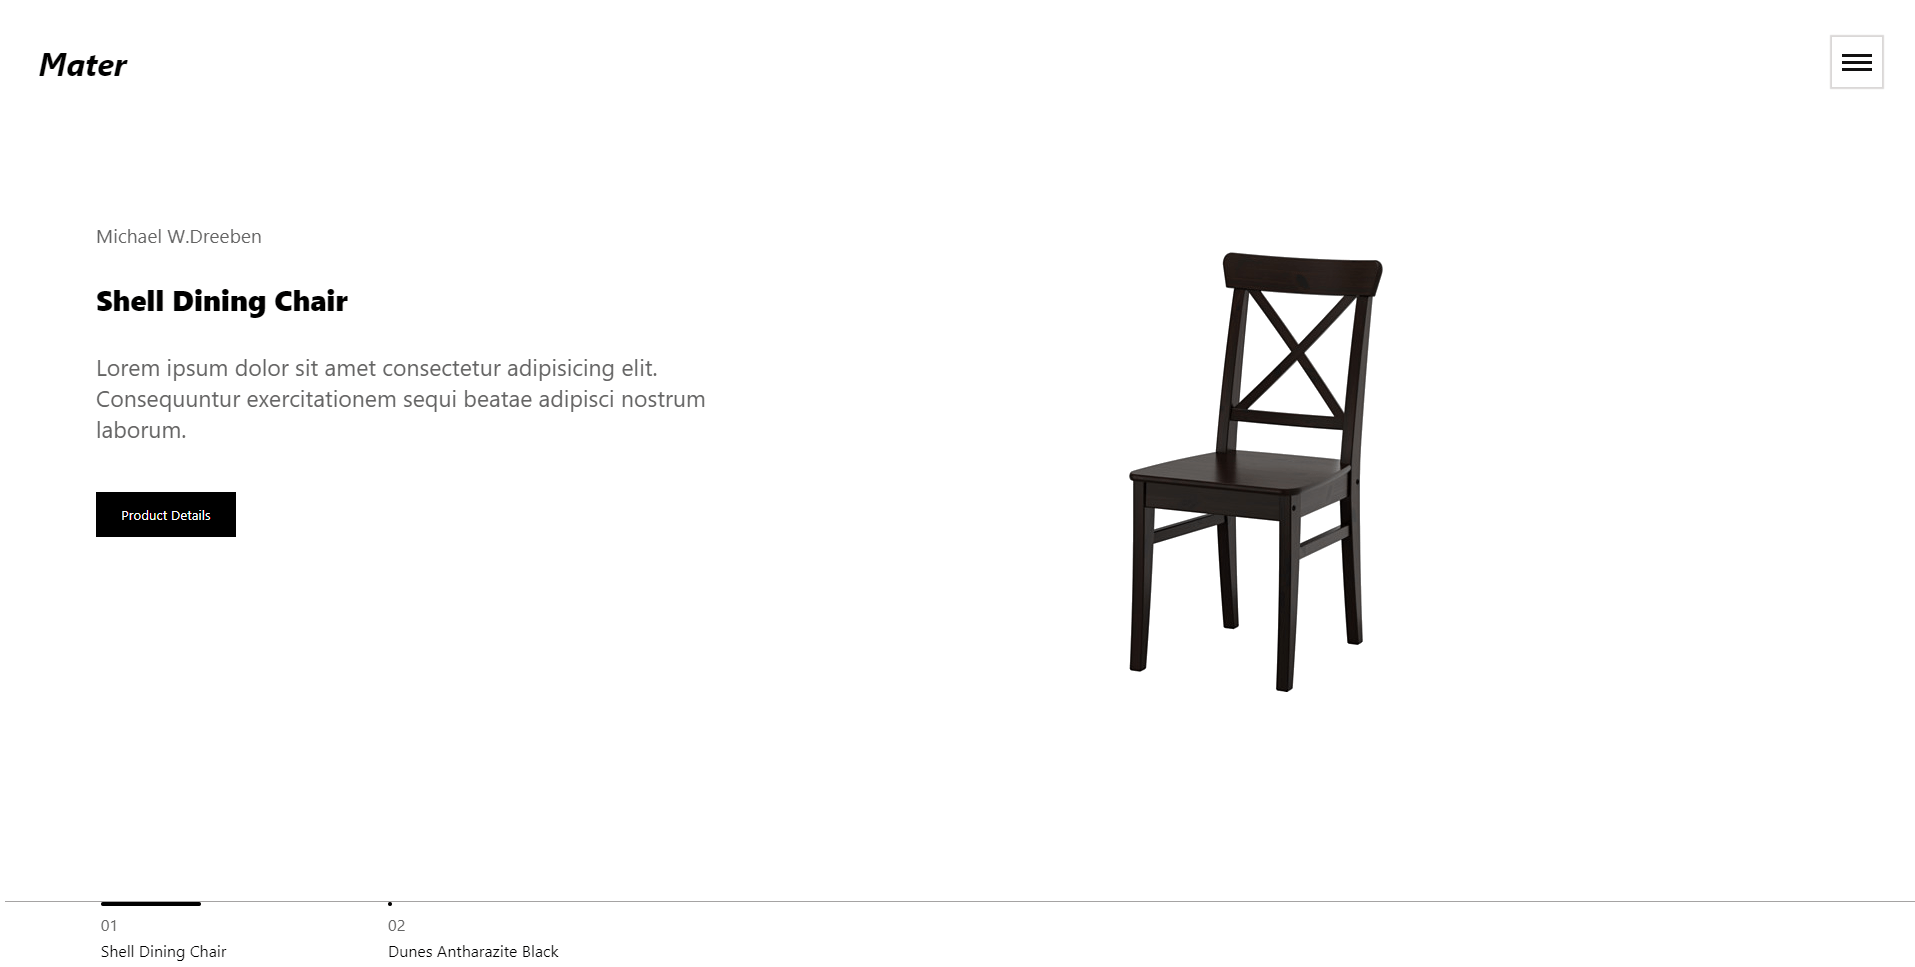 Mater
Michael W.Dreeben
Shell Dining Chair
Lorem ipsum dolor sit amet consectetur adipisicing elit.
Consequuntur exercitationem sequi beatae adipisci nostrum
laborum.
Product Details
01
Shell Dining Chair
02
Dunes Antharazite Black